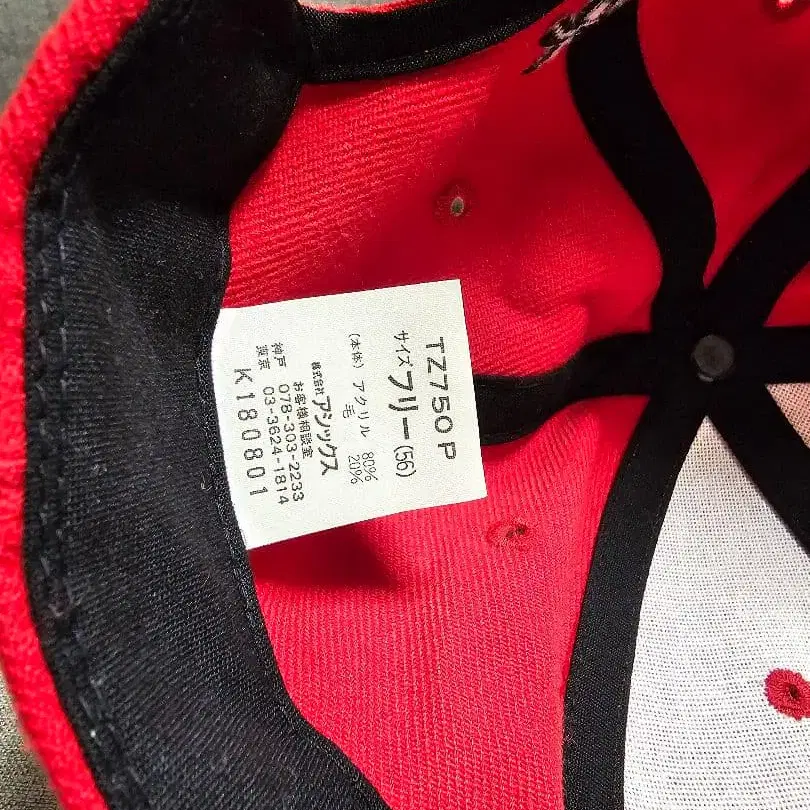 TZ750P
サイズ フリー(56)
(本体) アクリル 80%
毛 20%
株式会社 アシックス
お客様相談室
神戸 078-303-2233
東京 03-3624-1814
K180801